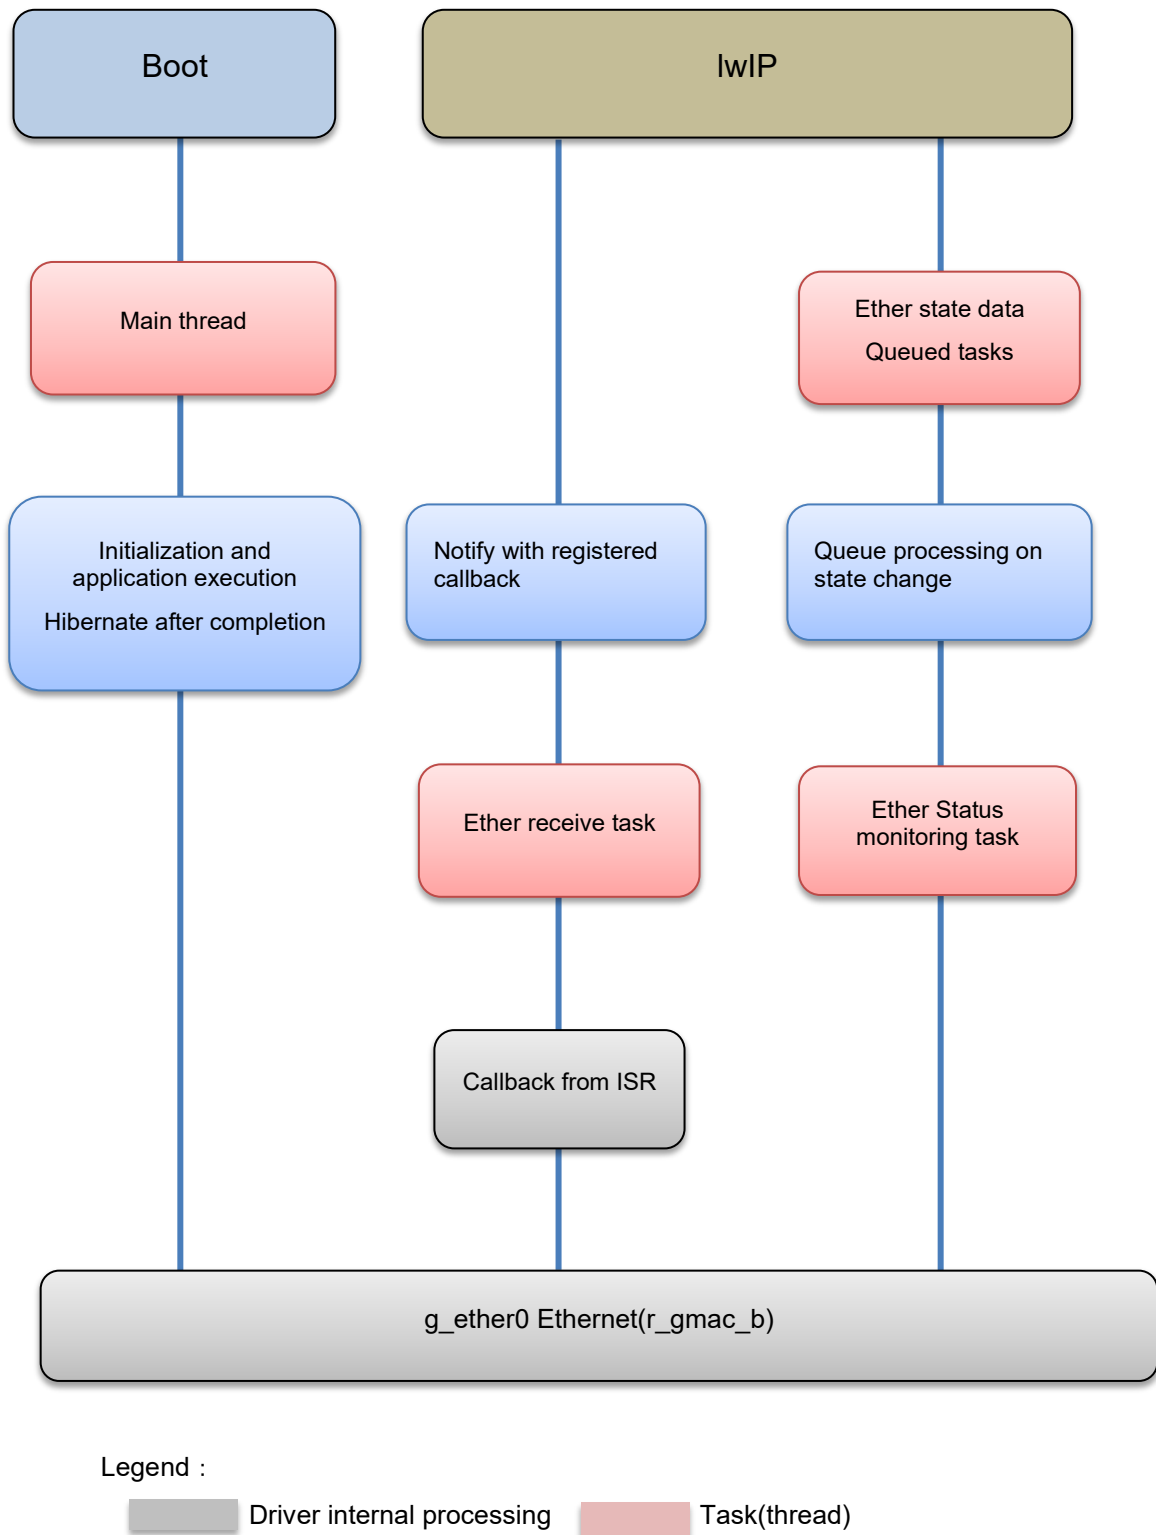 Boot
lwIP
Main thread
Ether state data
Queued tasks
Initialization and
application execution
Hibernate after completion
Notify with registered
callback
Queue processing on
state change
Ether receive task
Ether Status
monitoring task
Callback from ISR
g_ether0 Ethernet(r_gmac_b)
Legend：
Driver internal processing
Task(thread)